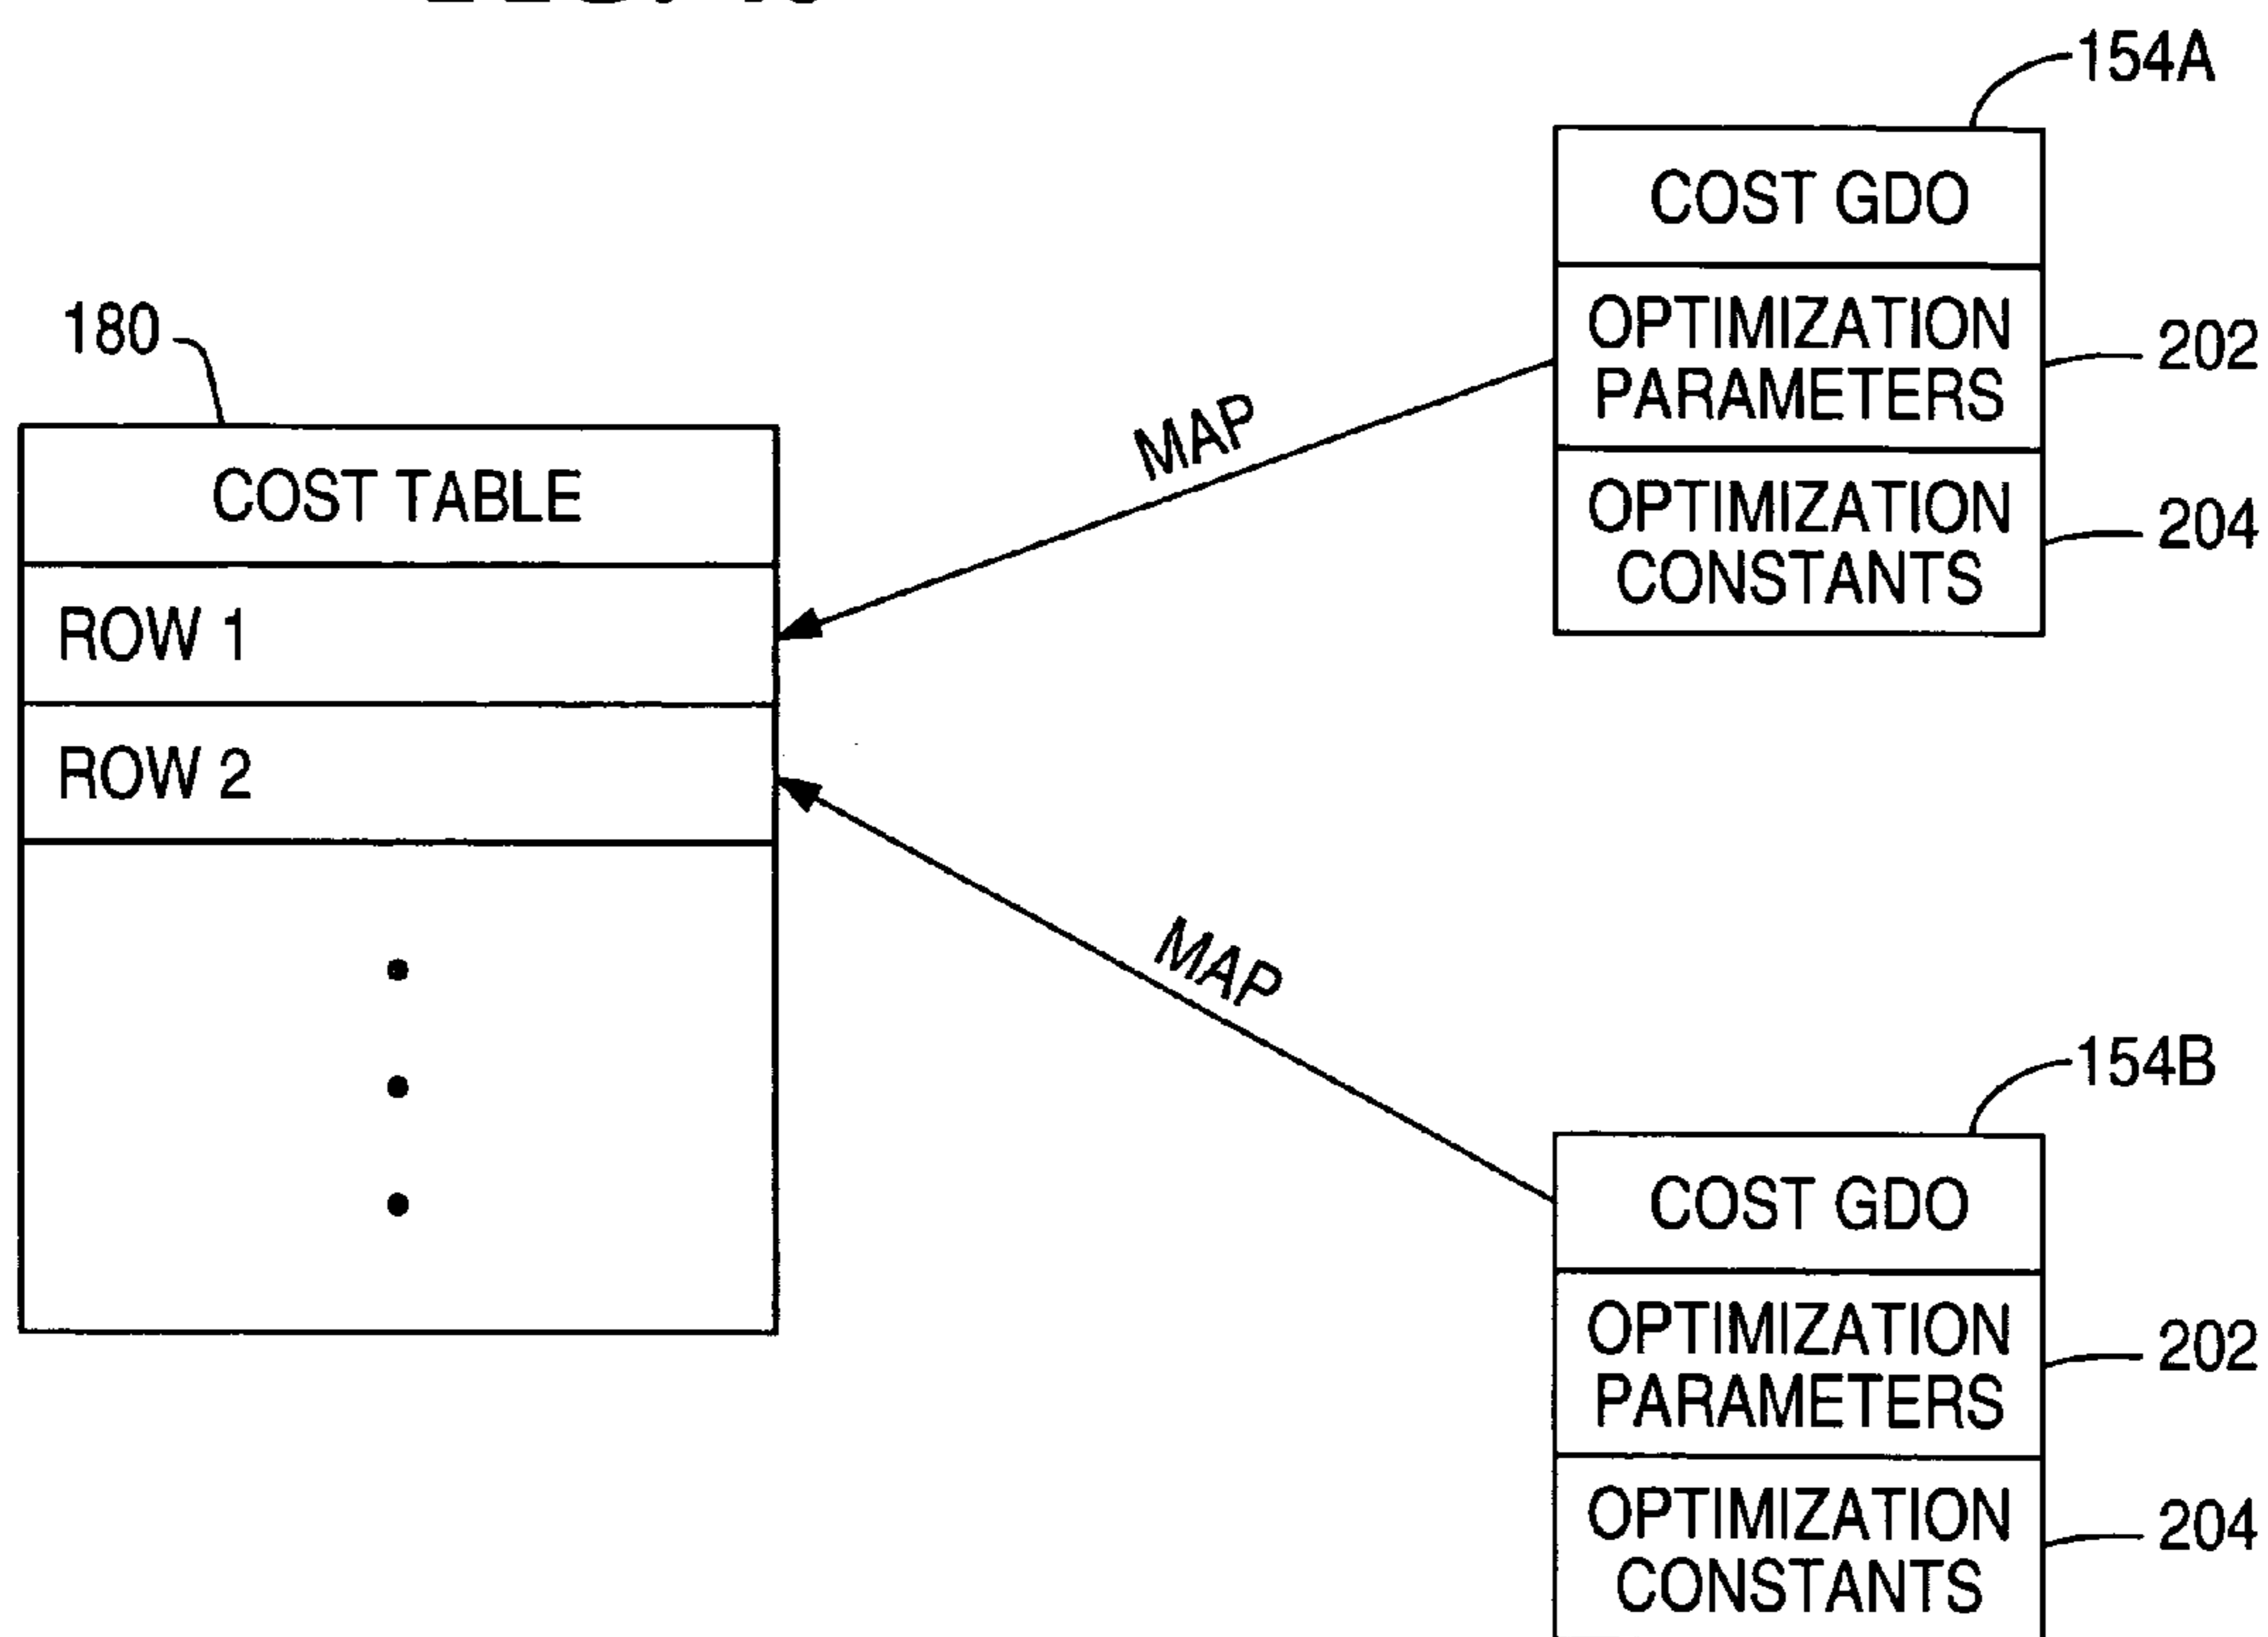 154A
COST GDO
OPTIMIZATION
PARAMETERS
202
OPTIMIZATION
CONSTANTS
204
MAP
180
COST TABLE
ROW 1
ROW 2
MAP
154B
COST GDO
OPTIMIZATION
PARAMETERS
202
OPTIMIZATION
CONSTANTS
204